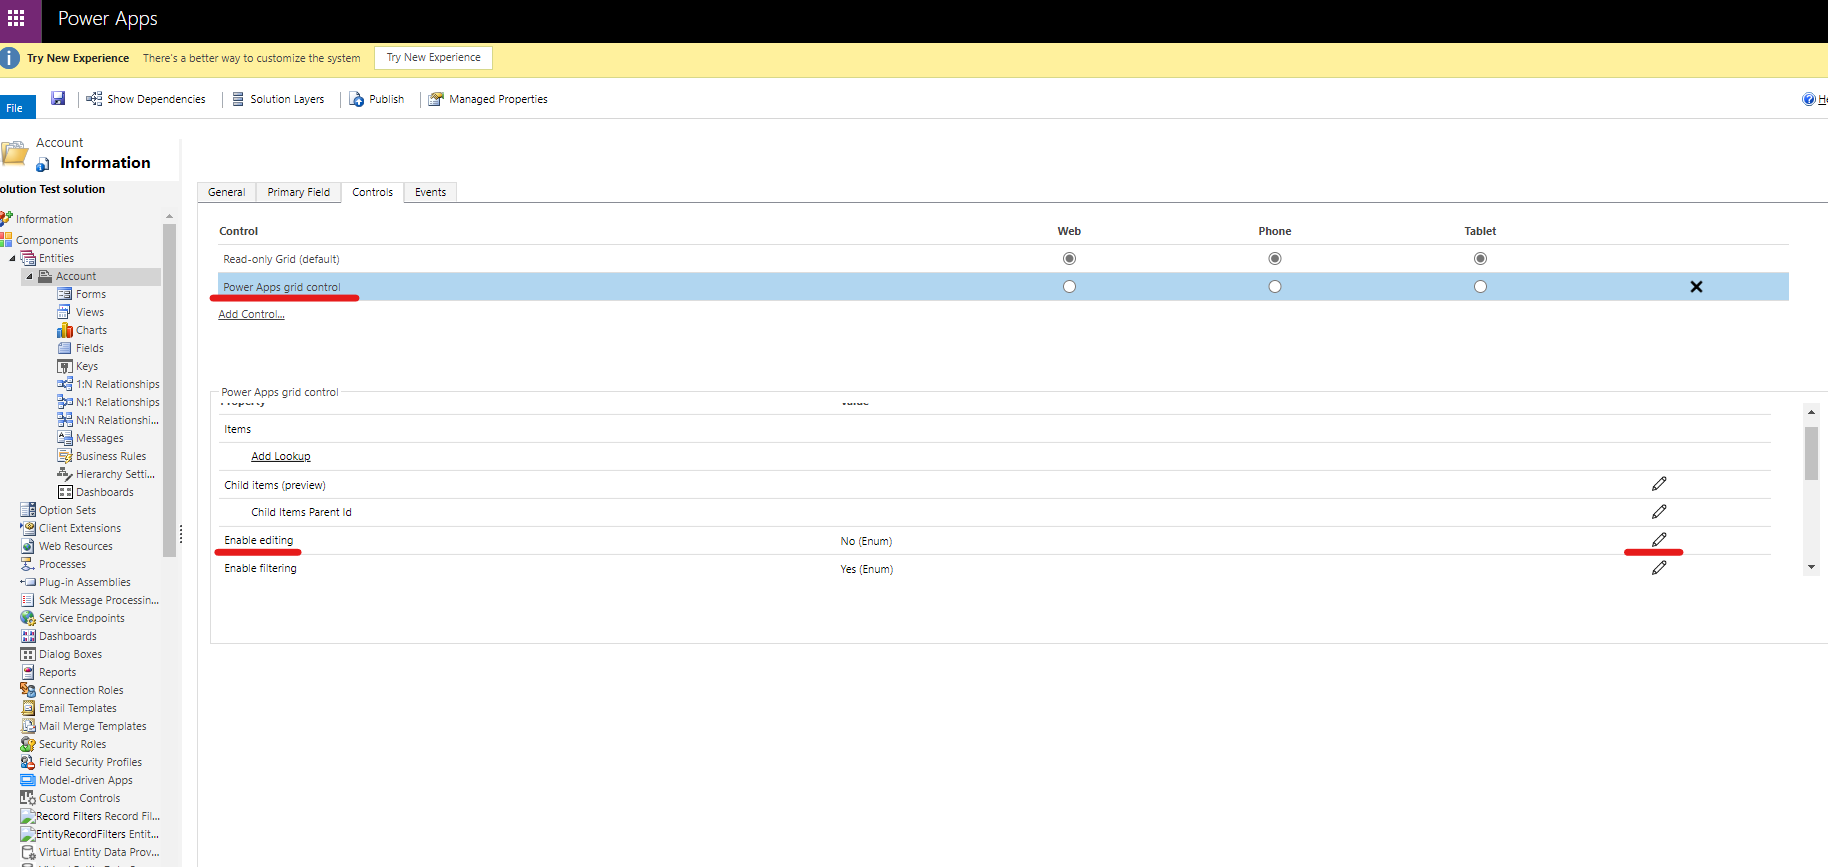 Power Apps
Try New Experience There's a better way to customize the system Try New Experience
File Show Dependencies Solution Layers Publish Managed Properties He
Account
Information
olution Test solution
General Primary Field Controls Events
Information
Components
Entities
Account
Forms
Views
Charts
Fields
Keys
1:N Relationships
N:1 Relationships
N:N Relationshi...
Messages
Business Rules
Hierarchy Setti...
Dashboards
Option Sets
Client Extensions
Web Resources
Processes
Plug-in Assemblies
Sdk Message Processin...
Service Endpoints
Dashboards
Dialog Boxes
Reports
Connection Roles
Email Templates
Mail Merge Templates
Security Roles
Field Security Profiles
Model-driven Apps
Custom Controls
Record Filters Record Fil...
EntityRecordFilters Entit...
Virtual Entity Data Prov...
Control Web Phone Tablet
Read-only Grid (default)
Power Apps grid control
Add Control...
Power Apps grid control
Property Value
Items
Add Lookup
Child items (preview)
Child Items Parent Id
Enable editing No (Enum)
Enable filtering Yes (Enum)